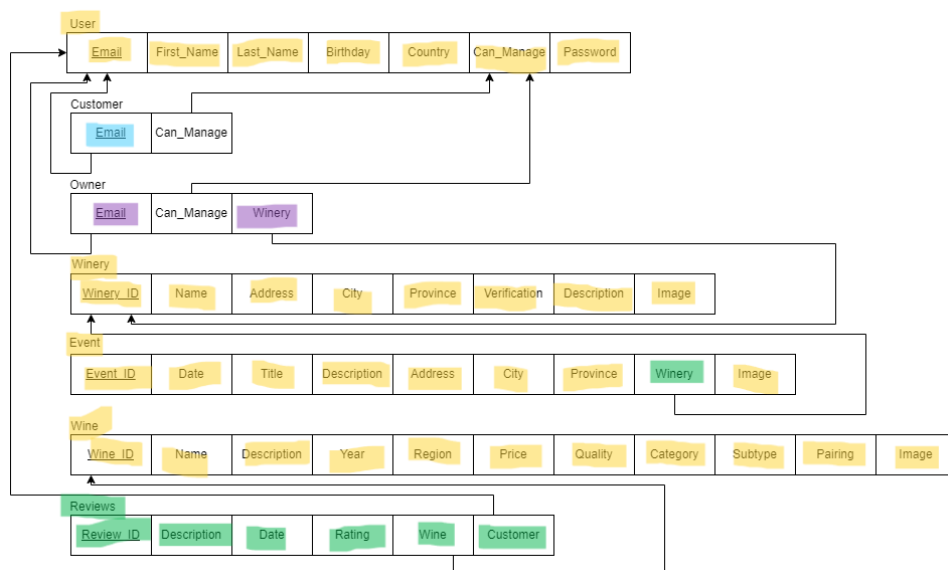 User
Email First_Name Last_Name Birthday Country Can_Manage Password
Customer
Email Can_Manage
Owner
Email Can_Manage Winery
Winery
Winery_ID Name Address City Province Verification Description Image
Event
Event_ID Date Title Description Address City Province Winery Image
Wine
Wine_ID Name Description Year Region Price Quality Category Subtype Pairing Image
Reviews
Review_ID Description Date Rating Wine Customer